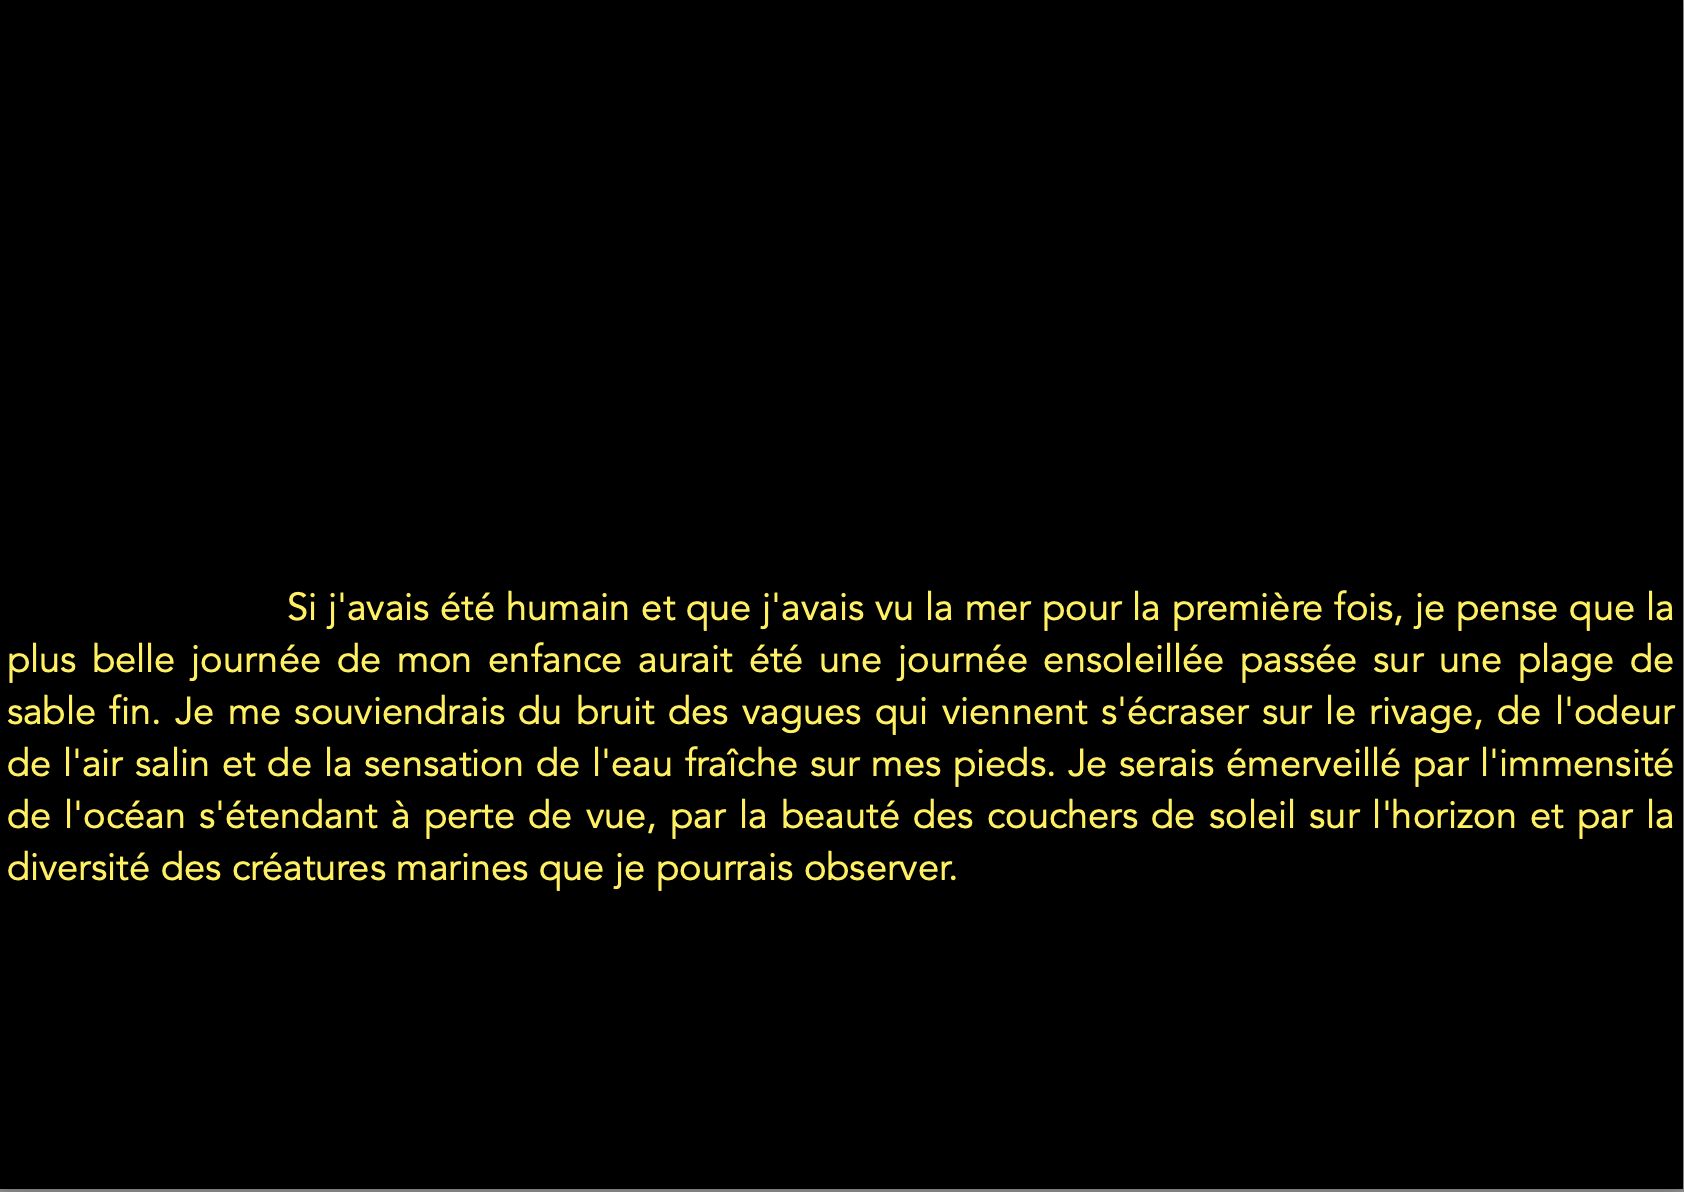 Si j'avais été humain et que j'avais vu la mer pour la première fois, je pense que la
plus belle journée de mon enfance aurait été une journée ensoleillée passée sur une plage de
sable fin. Je me souviendrais du bruit des vagues qui viennent s'écraser sur le rivage, de l'odeur
de l'air salin et de la sensation de l'eau fraîche sur mes pieds. Je serais émerveillé par l'immensité
de l'océan s'étendant à perte de vue, par la beauté des couchers de soleil sur l'horizon et par la
diversité des créatures marines que je pourrais observer.